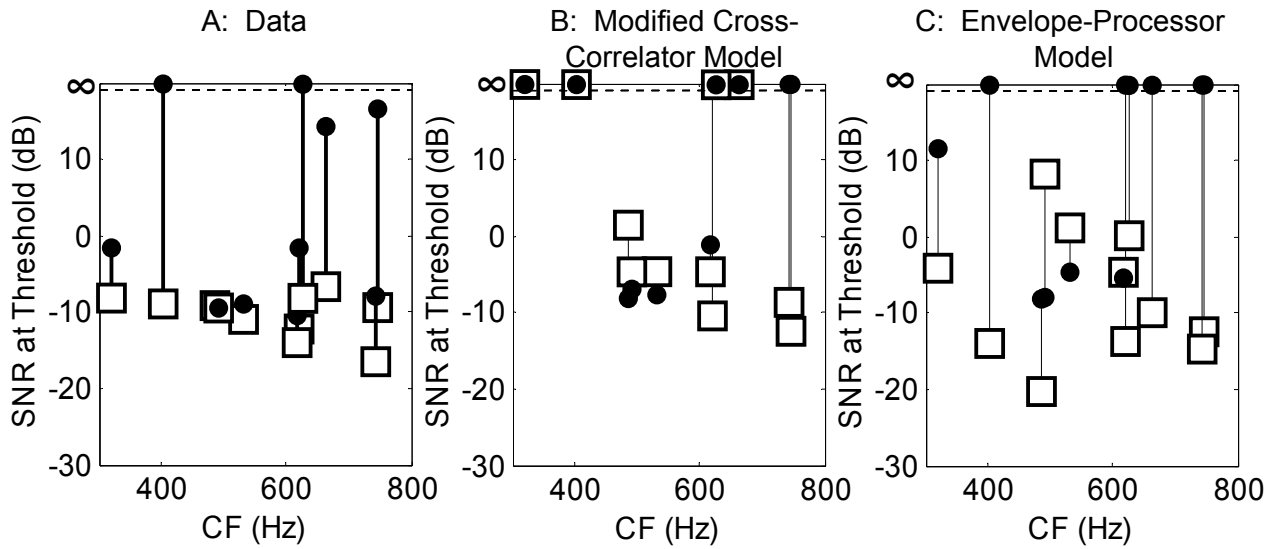 A: Data
∞
10
0
-10
-20
-30
SNR at Threshold (dB)
400
600
800
CF (Hz)
B: Modified Cross-
Correlator Model
∞
10
0
-10
-20
-30
SNR at Threshold (dB)
400
600
800
CF (Hz)
C: Envelope-Processor
Model
∞
10
0
-10
-20
-30
SNR at Threshold (dB)
400
600
800
CF (Hz)